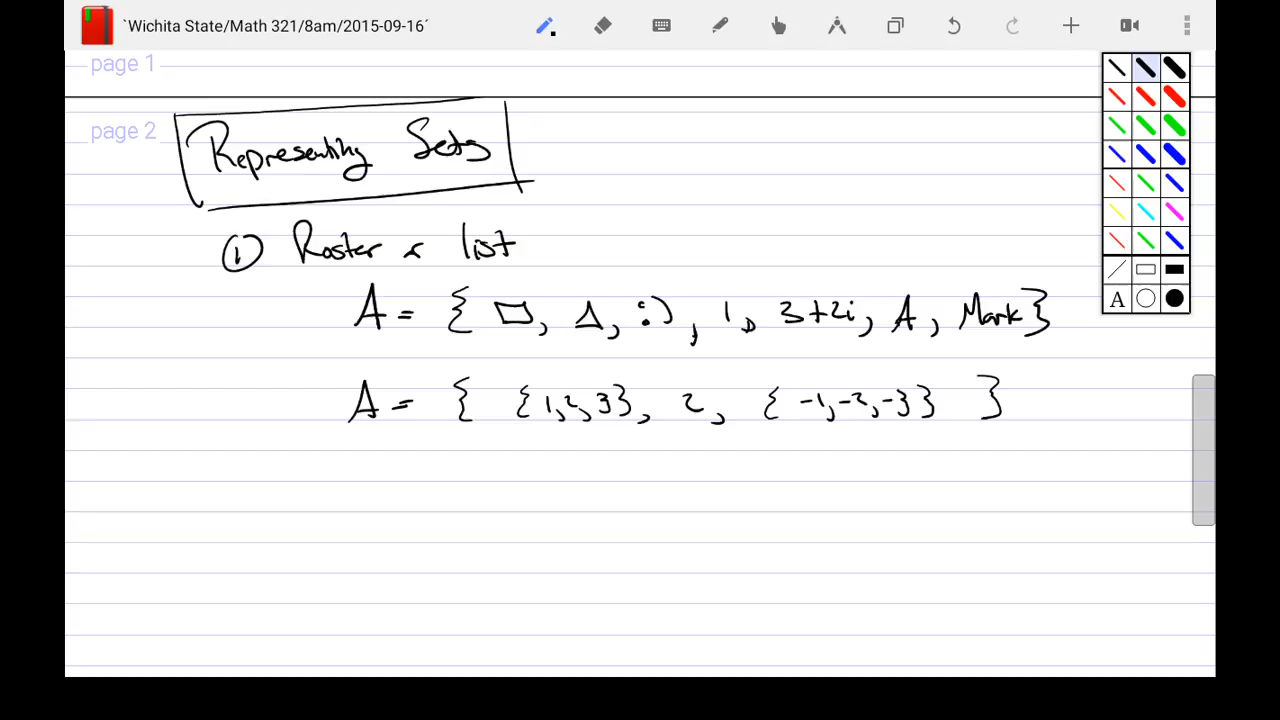 `Wichita State/Math 321/8am/2015-09-16´
page 1
page 2
Representing Sets
① Roster or list
A = { ▱, △, :), 1, 3+2i, A, Mark}
A = { {1,2,3}, 2, {-1,-2,-3} }
A